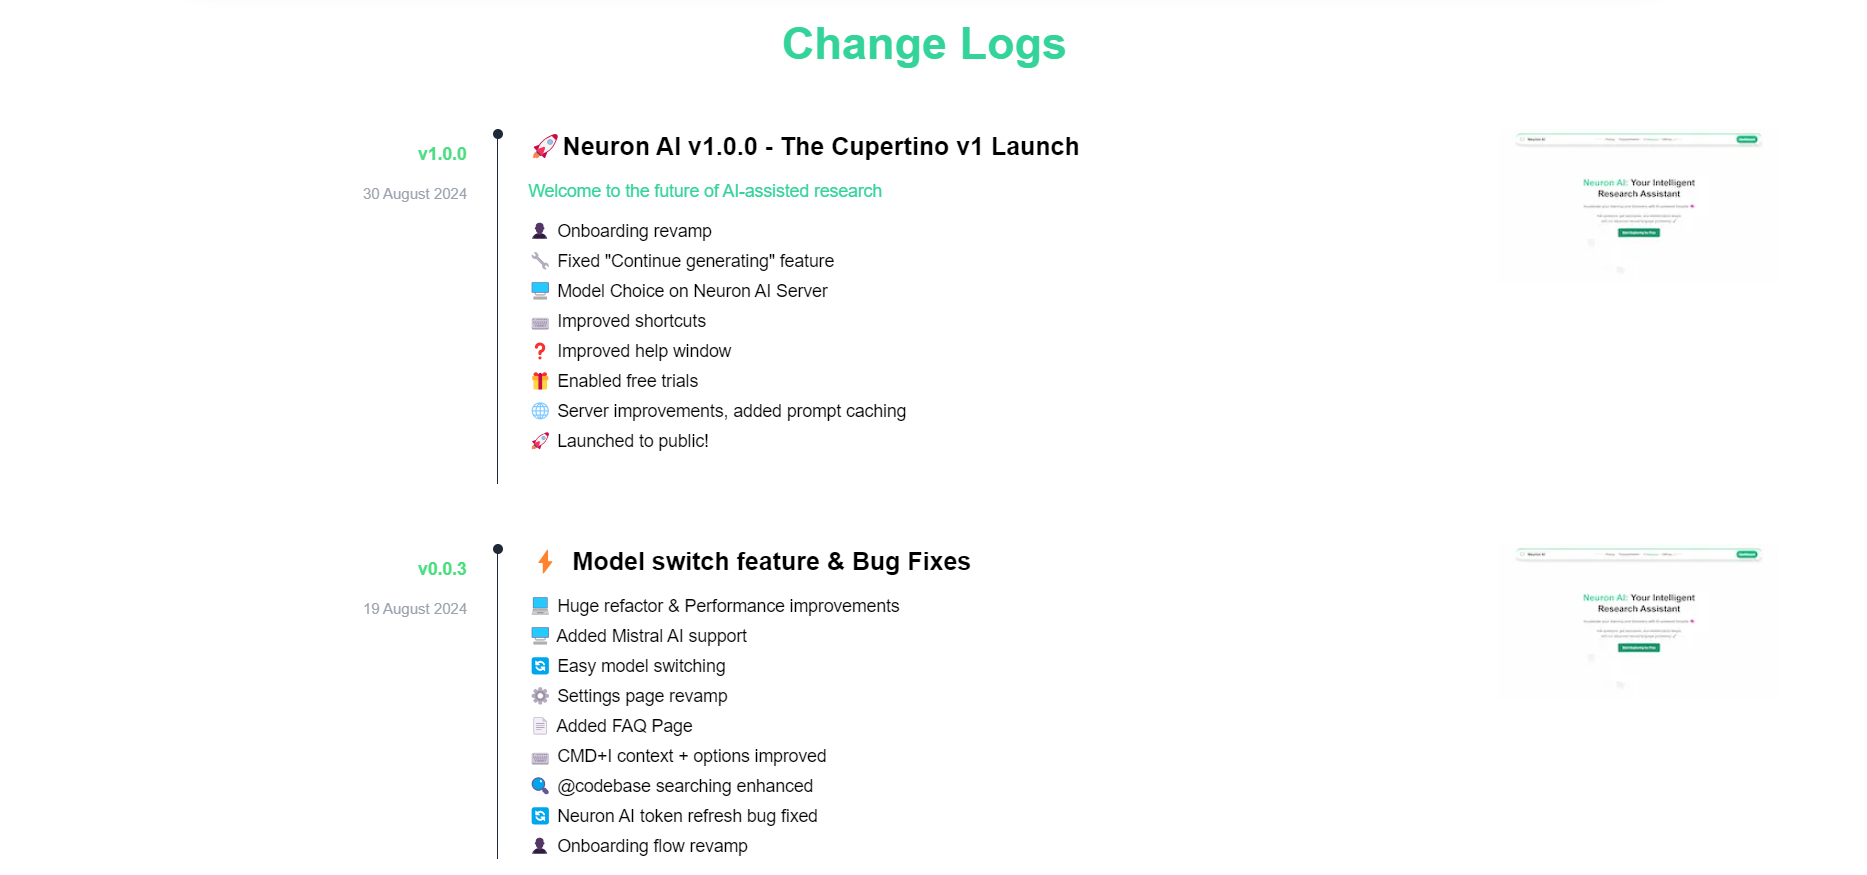 Change Logs
v1.0.0
30 August 2024
🚀Neuron AI v1.0.0 - The Cupertino v1 Launch
Welcome to the future of AI-assisted research
👤 Onboarding revamp
🔧 Fixed "Continue generating" feature
🖥️ Model Choice on Neuron AI Server
⌨️ Improved shortcuts
❓ Improved help window
🎁 Enabled free trials
🌐 Server improvements, added prompt caching
🚀 Launched to public!
Neuron AI
Neuron AI: Your Intelligent
Research Assistant
v0.0.3
19 August 2024
⚡ Model switch feature & Bug Fixes
💻 Huge refactor & Performance improvements
🖥️ Added Mistral AI support
🔄 Easy model switching
⚙️ Settings page revamp
📄 Added FAQ Page
⌨️ CMD+I context + options improved
🔍 @codebase searching enhanced
🔄 Neuron AI token refresh bug fixed
👤 Onboarding flow revamp
Neuron AI
Neuron AI: Your Intelligent
Research Assistant